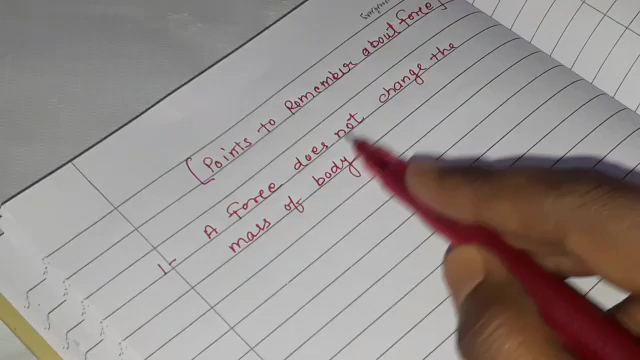 [Points to Remember about force]
1- A force does not change the
mass of body